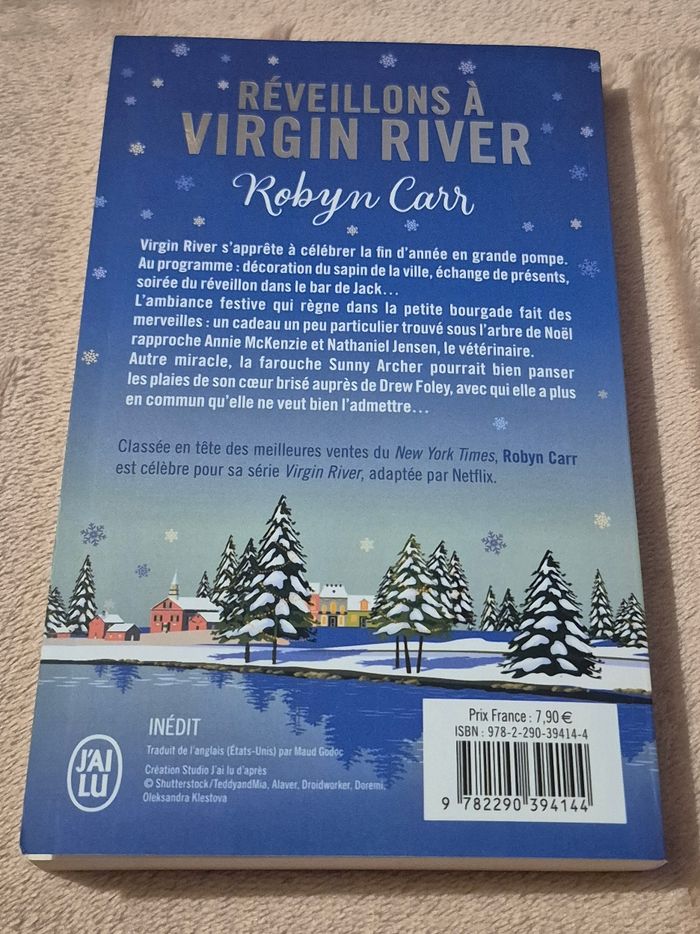 RÉVEILLONS À
VIRGIN RIVER
Robyn Carr
Virgin River s'apprête à célébrer la fin d'année en grande pompe.
Au programme : décoration du sapin de la ville, échange de présents,
soirée du réveillon dans le bar de Jack…
L'ambiance festive qui règne dans la petite bourgade fait des
merveilles : un cadeau un peu particulier trouvé sous l'arbre de Noël
rapproche Annie McKenzie et Nathaniel Jensen, le vétérinaire.
Autre miracle, la farouche Sunny Archer pourrait bien panser
les plaies de son cœur brisé auprès de Drew Foley, avec qui elle a plus
en commun qu'elle ne veut bien l'admettre…
Classée en tête des meilleures ventes du New York Times, Robyn Carr
est célèbre pour sa série Virgin River, adaptée par Netflix.
INÉDIT
Traduit de l'anglais (États-Unis) par Maud Godoc
Création Studio J'ai lu d'après
© Shutterstock/TeddyandMia, Alaver, Droidworker, Doremi,
Oleksandra Klestova
J'AI
LU
Prix France : 7,90 €
ISBN : 978-2-290-39414-4
9 782290 394144